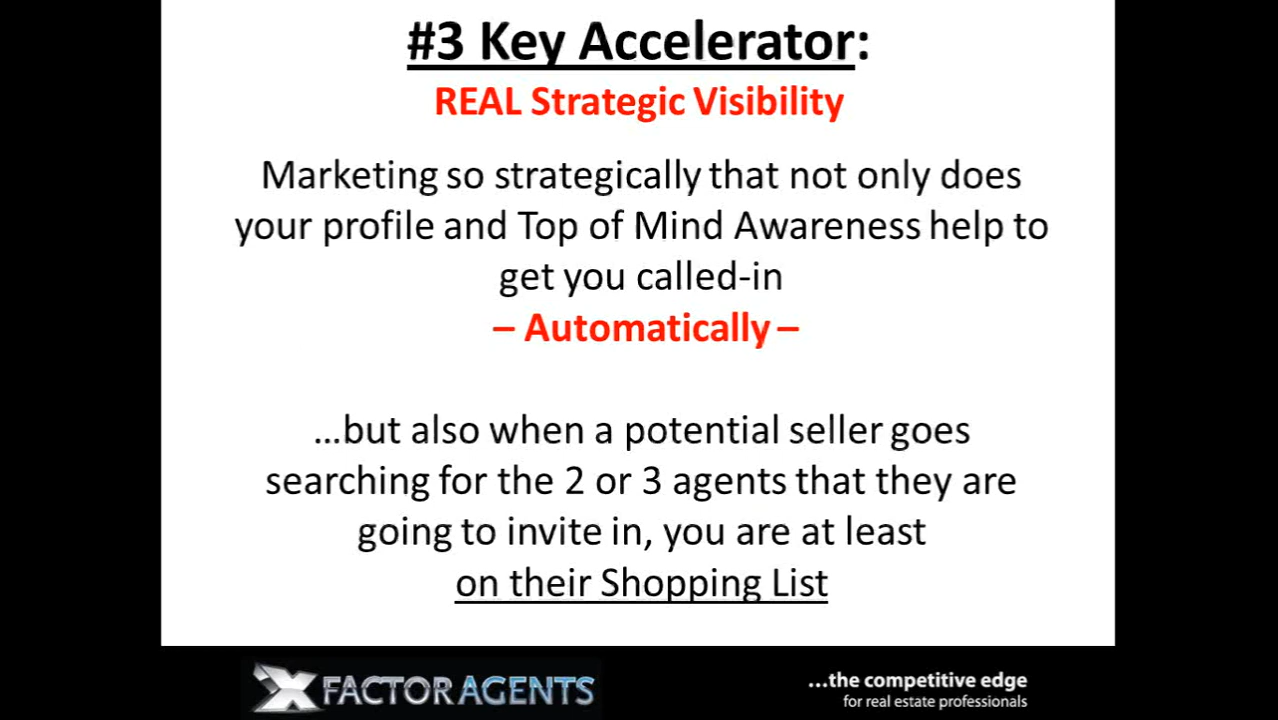 #3 Key Accelerator:
REAL Strategic Visibility
Marketing so strategically that not only does
your profile and Top of Mind Awareness help to
get you called-in
– Automatically –
...but also when a potential seller goes
searching for the 2 or 3 agents that they are
going to invite in, you are at least
on their Shopping List
X FACTOR AGENTS
...the competitive edge
for real estate professionals